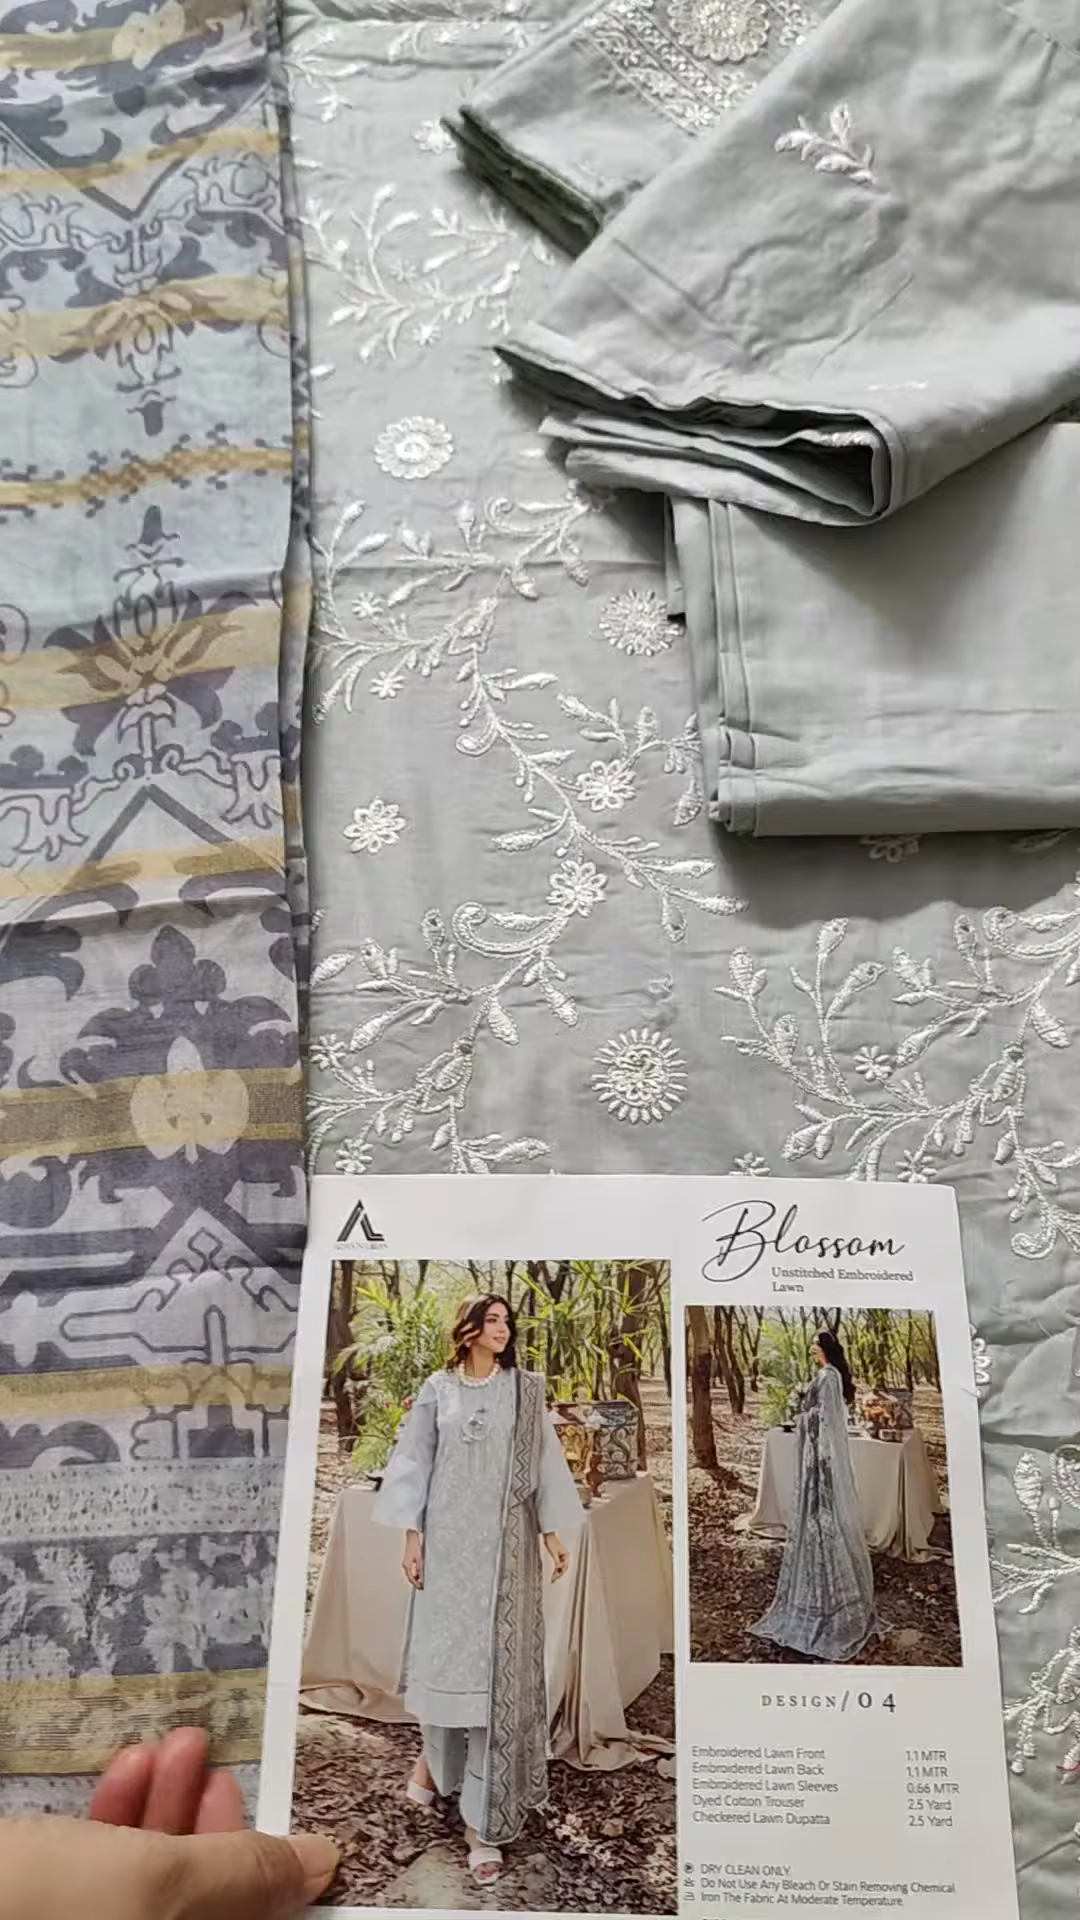 Blossom
Unstitched Embroidered
Lawn
DESIGN/04
Embroidered Lawn Front 1.1 MTR
Embroidered Lawn Back 1.1 MTR
Embroidered Lawn Sleeves 0.66 MTR
Dyed Cotton Trouser 2.5 Yard
Checkered Lawn Dupatta 2.5 Yard
DRY CLEAN ONLY.
Do Not Use Any Bleach Or Stain Removing Chemical.
Iron The Fabric At Moderate Temperature.